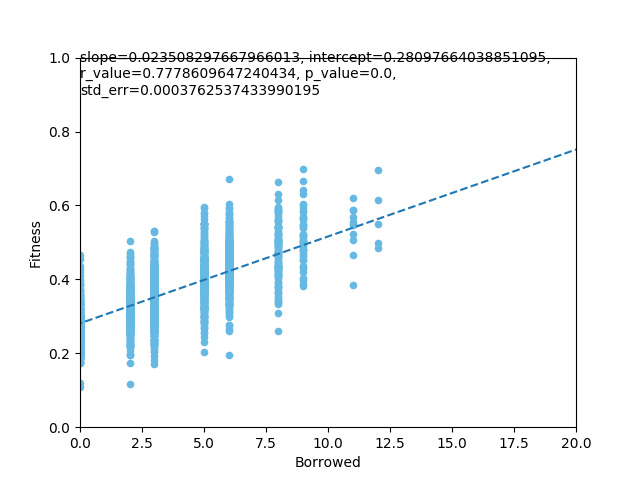 slope=0.023508297667966013, intercept=0.28097664038851095,
r_value=0.7778609647240434, p_value=0.0,
std_err=0.0003762537433990195
1.0
0.8
0.6
0.4
0.2
0.0
Fitness
0.0 2.5 5.0 7.5 10.0 12.5 15.0 17.5 20.0
Borrowed